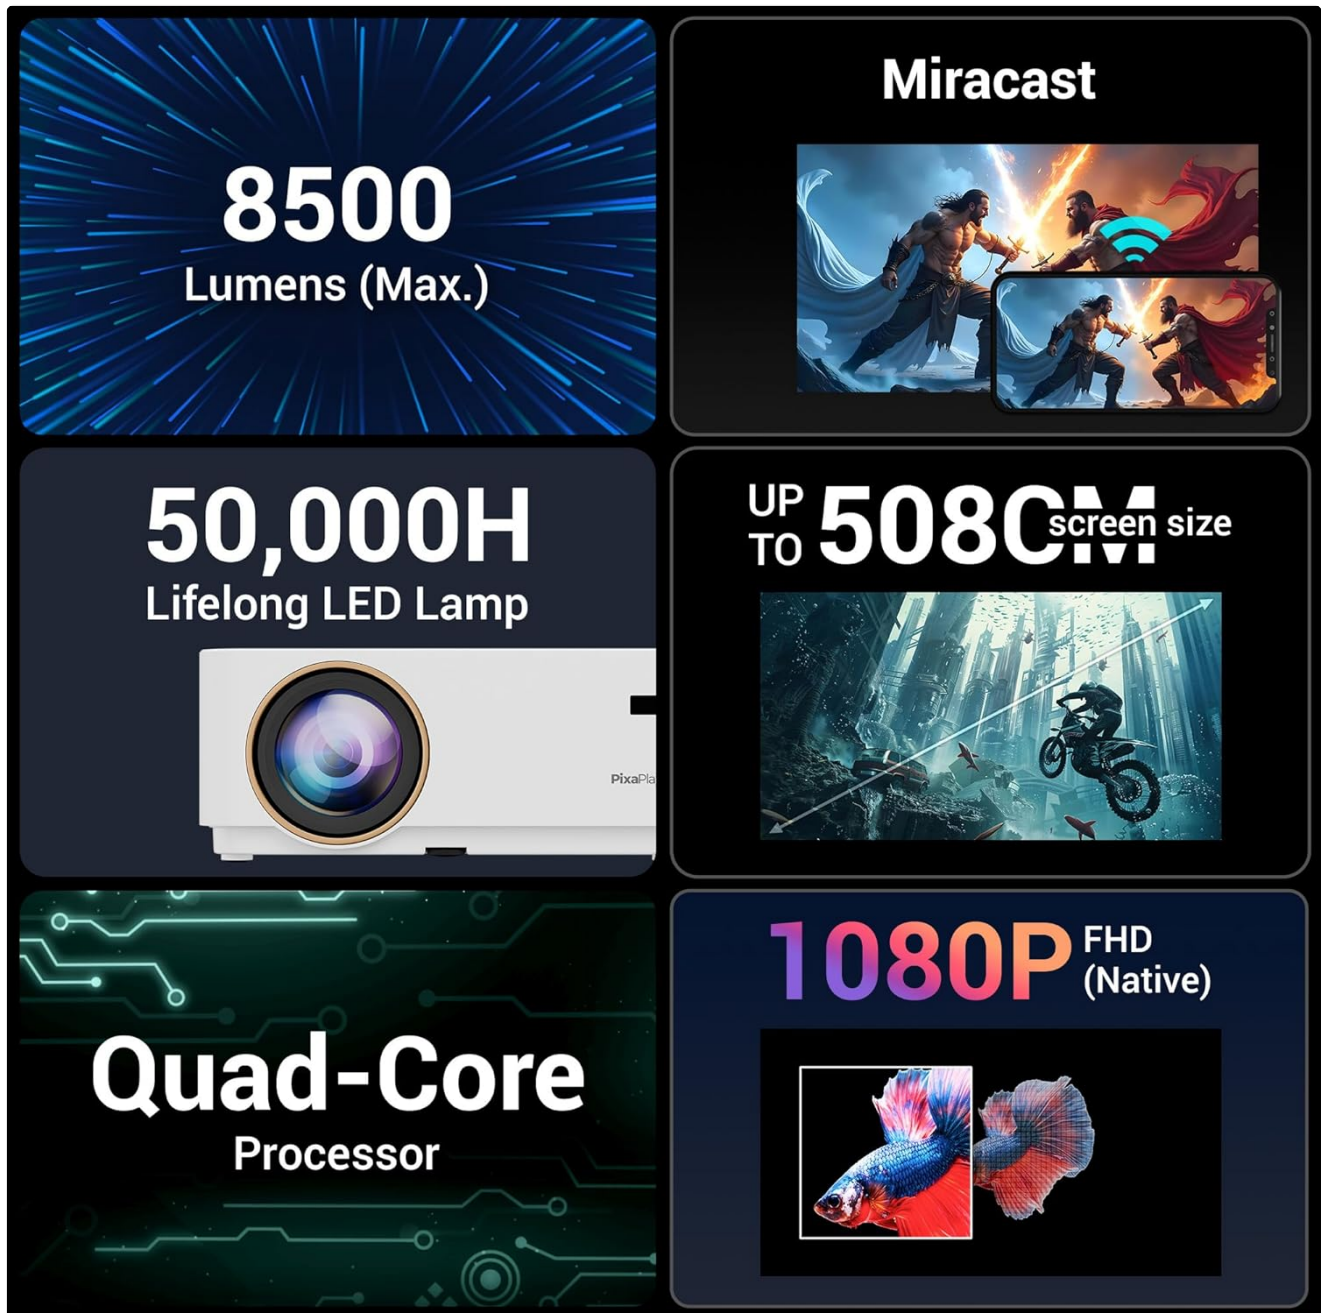 8500
Lumens (Max.)
Miracast
50,000H
Lifelong LED Lamp
PixaPla
UP
TO
508CM
screen size
Quad-Core
Processor
1080P
FHD
(Native)